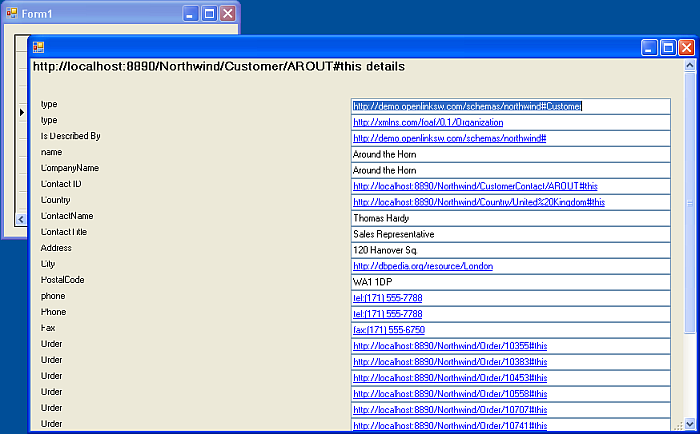 Form1
http://localhost:8890/Northwind/Customer/AROUT#this details
type http://demo.openlinksw.com/schemas/northwind#Customer
type http://xmlns.com/foaf/0.1/Organization
Is Described By http://demo.openlinksw.com/schemas/northwind#
name Around the Horn
CompanyName Around the Horn
Contact ID http://localhost:8890/Northwind/CustomerContact/AROUT#this
Country http://localhost:8890/Northwind/Country/United%20Kingdom#this
ContactName Thomas Hardy
ContactTitle Sales Representative
Address 120 Hanover Sq.
City http://dbpedia.org/resource/London
PostalCode WA1 1DP
phone tel:(171) 555-7788
Phone tel:(171) 555-7788
Fax fax:(171) 555-6750
Order http://localhost:8890/Northwind/Order/10355#this
Order http://localhost:8890/Northwind/Order/10383#this
Order http://localhost:8890/Northwind/Order/10453#this
Order http://localhost:8890/Northwind/Order/10558#this
Order http://localhost:8890/Northwind/Order/10707#this
Order http://localhost:8890/Northwind/Order/10741#this